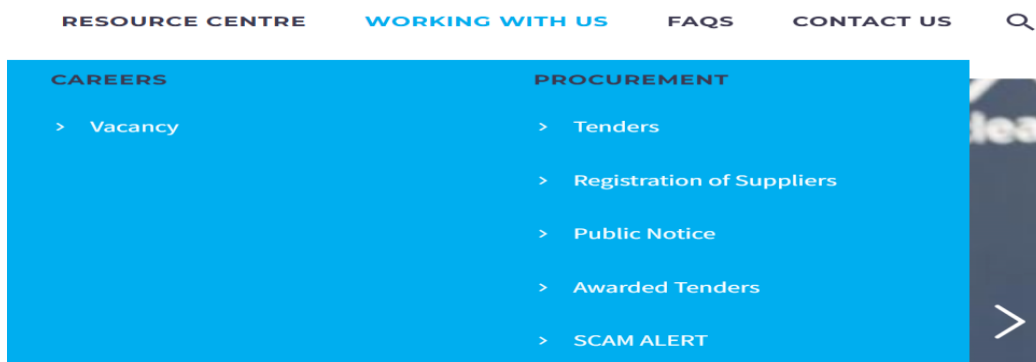 RESOURCE CENTRE WORKING WITH US FAQS CONTACT US
CAREERS PROCUREMENT
> Vacancy > Tenders
> Registration of Suppliers
> Public Notice
> Awarded Tenders
> SCAM ALERT